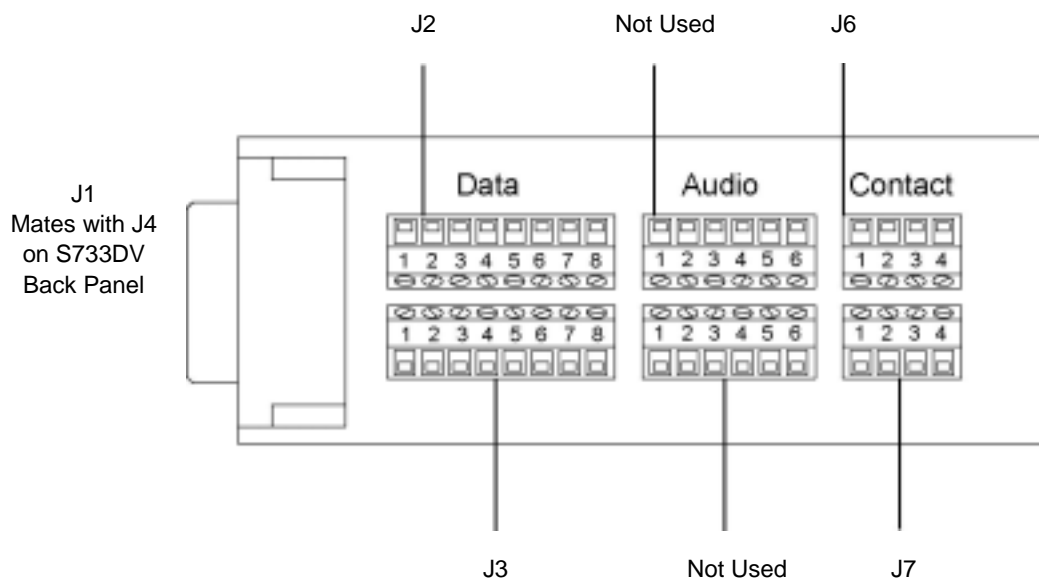 J2 Not Used J6
J1
Mates with J4
on S733DV
Back Panel
Data Audio Contact
1 2 3 4 5 6 7 8 1 2 3 4 5 6 1 2 3 4
1 2 3 4 5 6 7 8 1 2 3 4 5 6 1 2 3 4
J3 Not Used J7